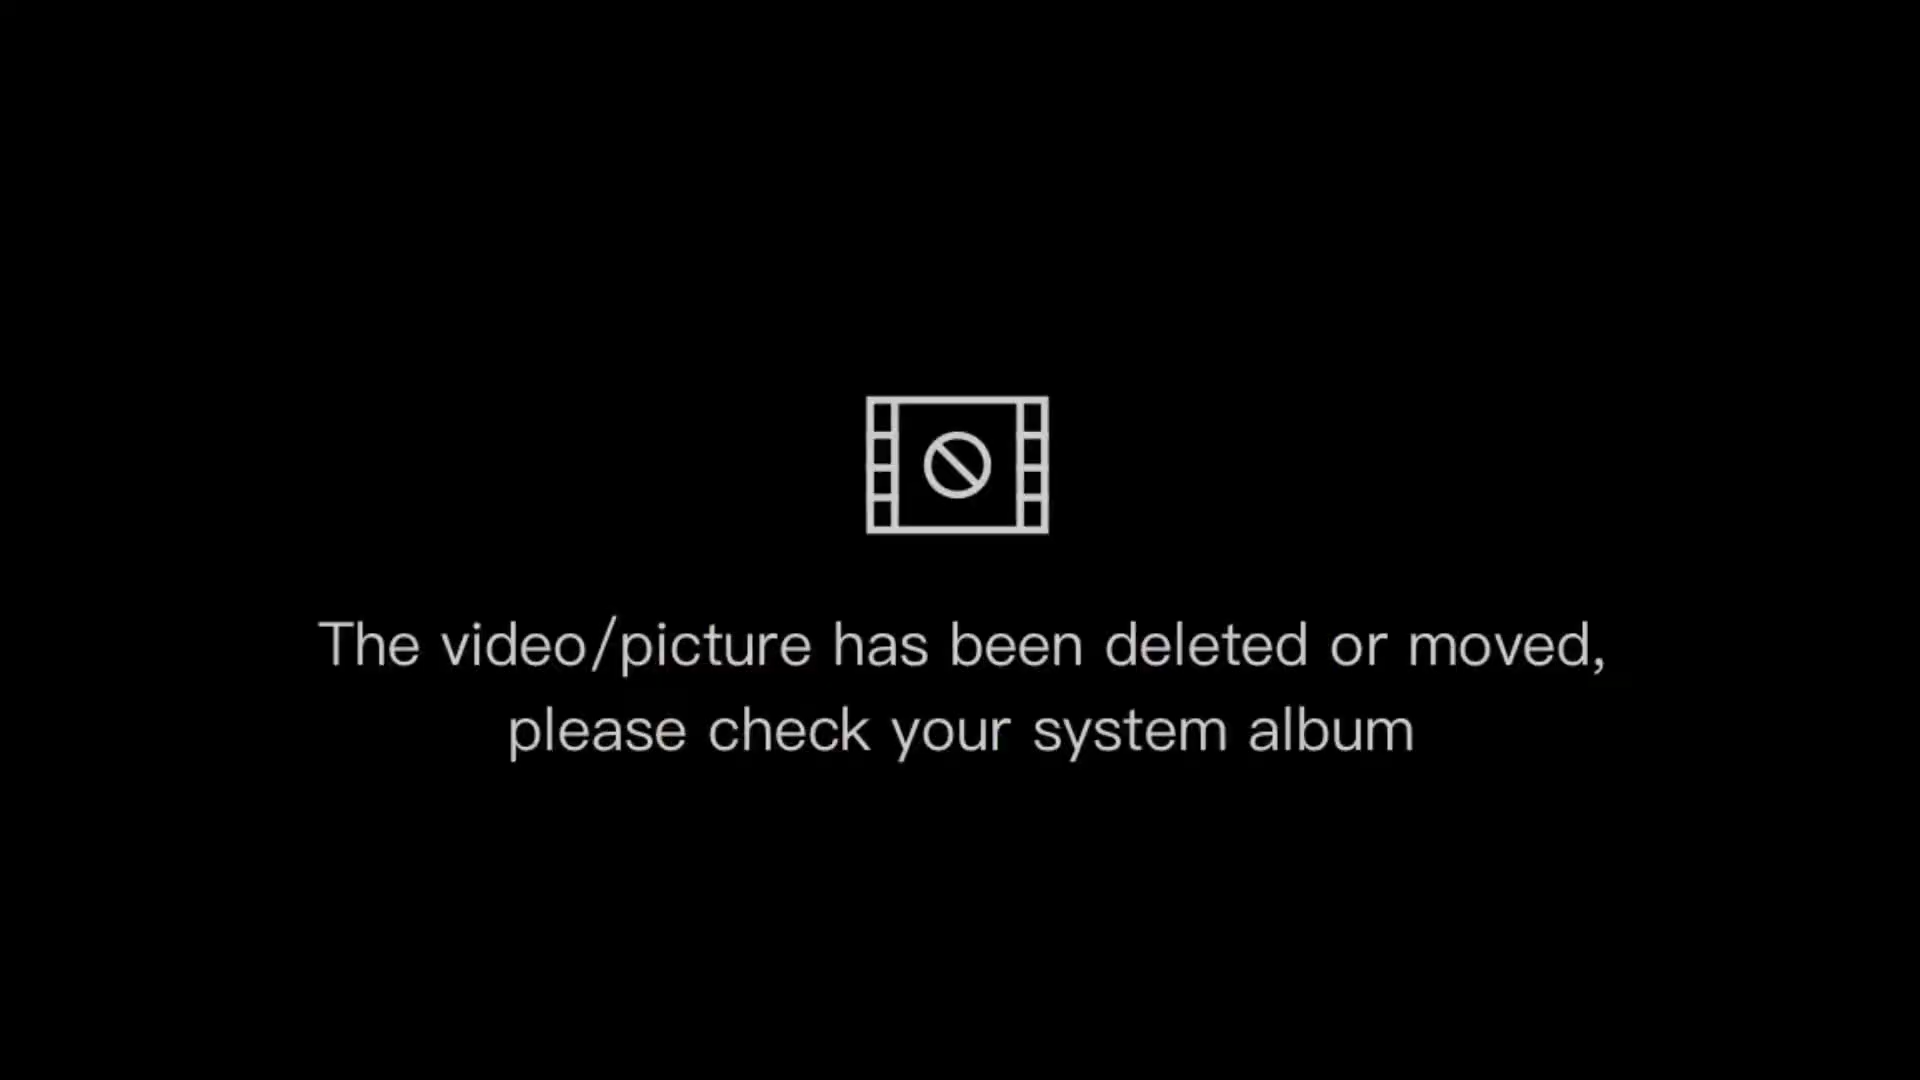 The video/picture has been deleted or moved,
please check your system album